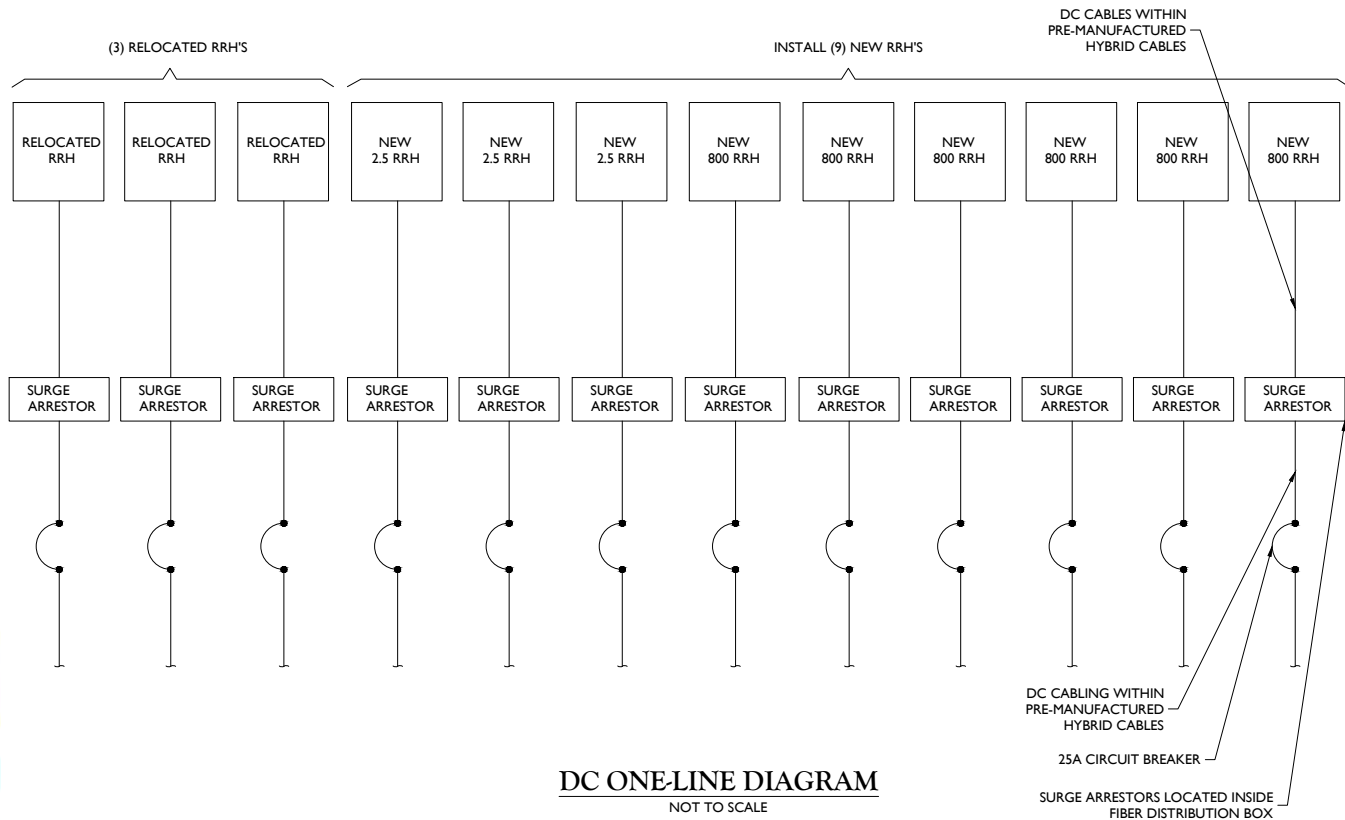 DC CABLES WITHIN
PRE-MANUFACTURED
HYBRID CABLES
(3) RELOCATED RRH'S
INSTALL (9) NEW RRH'S
RELOCATED
RRH
RELOCATED
RRH
RELOCATED
RRH
NEW
2.5 RRH
NEW
2.5 RRH
NEW
2.5 RRH
NEW
800 RRH
NEW
800 RRH
NEW
800 RRH
NEW
800 RRH
NEW
800 RRH
NEW
800 RRH
SURGE
ARRESTOR
SURGE
ARRESTOR
SURGE
ARRESTOR
SURGE
ARRESTOR
SURGE
ARRESTOR
SURGE
ARRESTOR
SURGE
ARRESTOR
SURGE
ARRESTOR
SURGE
ARRESTOR
SURGE
ARRESTOR
SURGE
ARRESTOR
SURGE
ARRESTOR
DC CABLING WITHIN
PRE-MANUFACTURED
HYBRID CABLES
25A CIRCUIT BREAKER
SURGE ARRESTORS LOCATED INSIDE
FIBER DISTRIBUTION BOX
DC ONE-LINE DIAGRAM
NOT TO SCALE